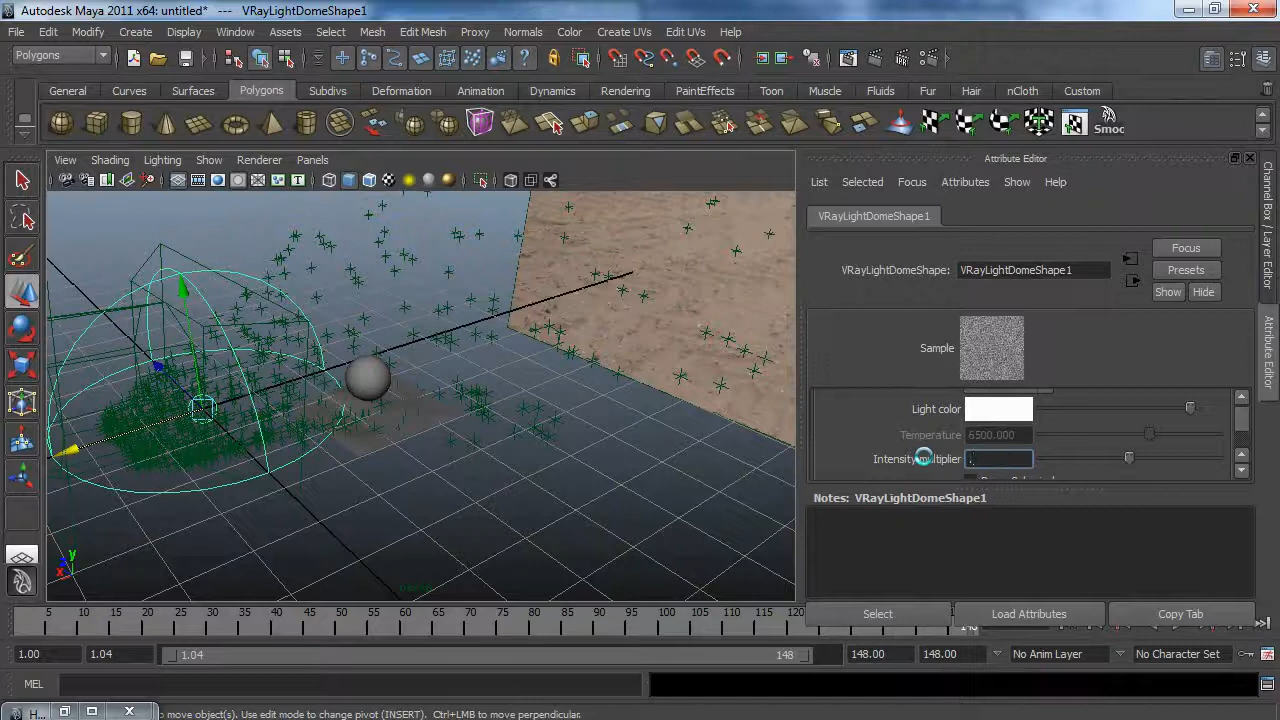 Autodesk Maya 2011 x64: untitled* --- VRayLightDomeShape1
File Edit Modify Create Display Window Assets Select Mesh Edit Mesh Proxy Normals Color Create UVs Edit UVs Help
Polygons
General Curves Surfaces Polygons Subdivs Deformation Animation Dynamics Rendering PaintEffects Toon Muscle Fluids Fur Hair nCloth Custom
Smoc
View Shading Lighting Show Renderer Panels
Attribute Editor
List Selected Focus Attributes Show Help
VRayLightDomeShape1
Focus
VRayLightDomeShape: VRayLightDomeShape1
Presets
Show Hide
Sample
Light color
Temperature 6500.000
Intensity multiplier .
Notes: VRayLightDomeShape1
Select Load Attributes Copy Tab
Channel Box / Layer Editor
Attribute Editor
y
z
x
persp
5 10 15 20 25 30 35 40 45 50 55 60 65 70 75 80 85 90 95 100 105 110 115 120
1.00 1.04 1.04 148 148.00 148.00 No Anim Layer No Character Set
MEL
H...
to move object(s). Use edit mode to change pivot (INSERT). Ctrl+LMB to move perpendicular.